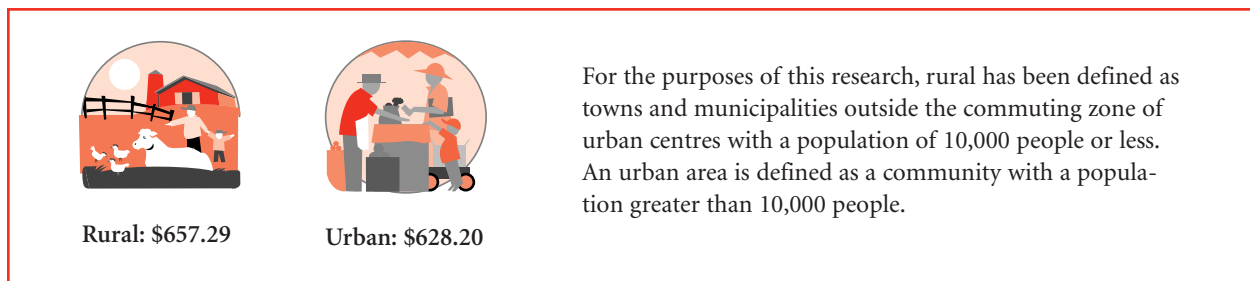 For the purposes of this research, rural has been defined as
towns and municipalities outside the commuting zone of
urban centres with a population of 10,000 people or less.
An urban area is defined as a community with a popula-
tion greater than 10,000 people.
Rural: $657.29
Urban: $628.20